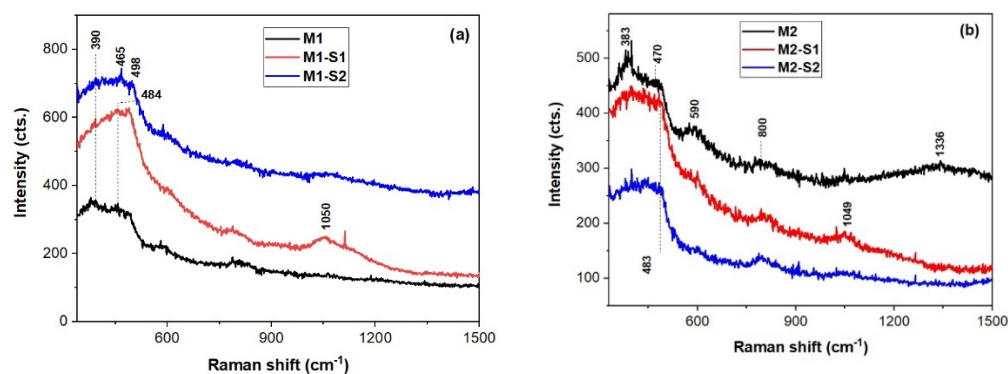 (a)
M1
M1-S1
M1-S2
390
465
498
484
1050
800
600
400
200
0
600
900
1200
1500
Intensity (cts.)
Raman shift (cm-1)
(b)
M2
M2-S1
M2-S2
383
470
590
800
1336
1049
483
500
400
300
200
100
600
900
1200
1500
Intensity (cts.)
Raman shift (cm-1)